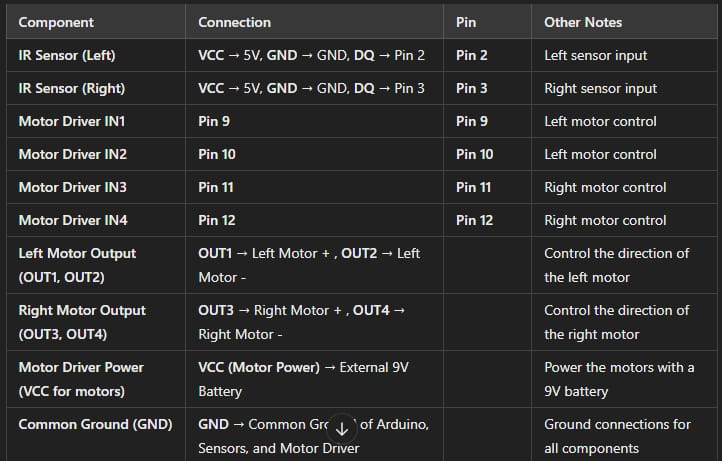 Component Connection Pin Other Notes
IR Sensor (Left) VCC → 5V, GND → GND, DQ → Pin 2 Pin 2 Left sensor input
IR Sensor (Right) VCC → 5V, GND → GND, DQ → Pin 3 Pin 3 Right sensor input
Motor Driver IN1 Pin 9 Pin 9 Left motor control
Motor Driver IN2 Pin 10 Pin 10 Left motor control
Motor Driver IN3 Pin 11 Pin 11 Right motor control
Motor Driver IN4 Pin 12 Pin 12 Right motor control
Left Motor Output OUT1 → Left Motor + , OUT2 → Left Control the direction of
(OUT1, OUT2) Motor - the left motor
Right Motor Output OUT3 → Right Motor + , OUT4 → Control the direction of
(OUT3, OUT4) Right Motor - the right motor
Motor Driver Power VCC (Motor Power) → External 9V Power the motors with a
(VCC for motors) Battery 9V battery
Common Ground (GND) GND → Common Ground of Arduino, Ground connections for
Sensors, and Motor Driver all components